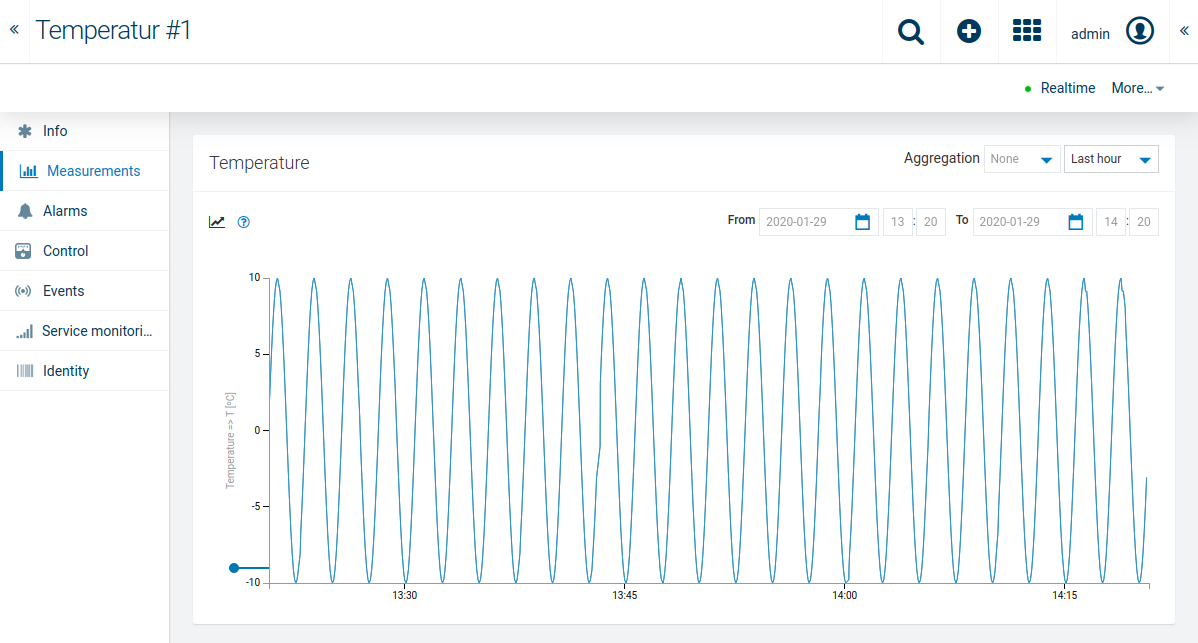 « Temperatur #1 admin «
Realtime More...
Info
Measurements
Alarms
Control
Events
Service monitori...
Identity
Temperature Aggregation None Last hour
From 2020-01-29 13 : 20 To 2020-01-29 14 : 20
Temperature => T [ºC]
10
5
0
-5
-10
13:30 13:45 14:00 14:15